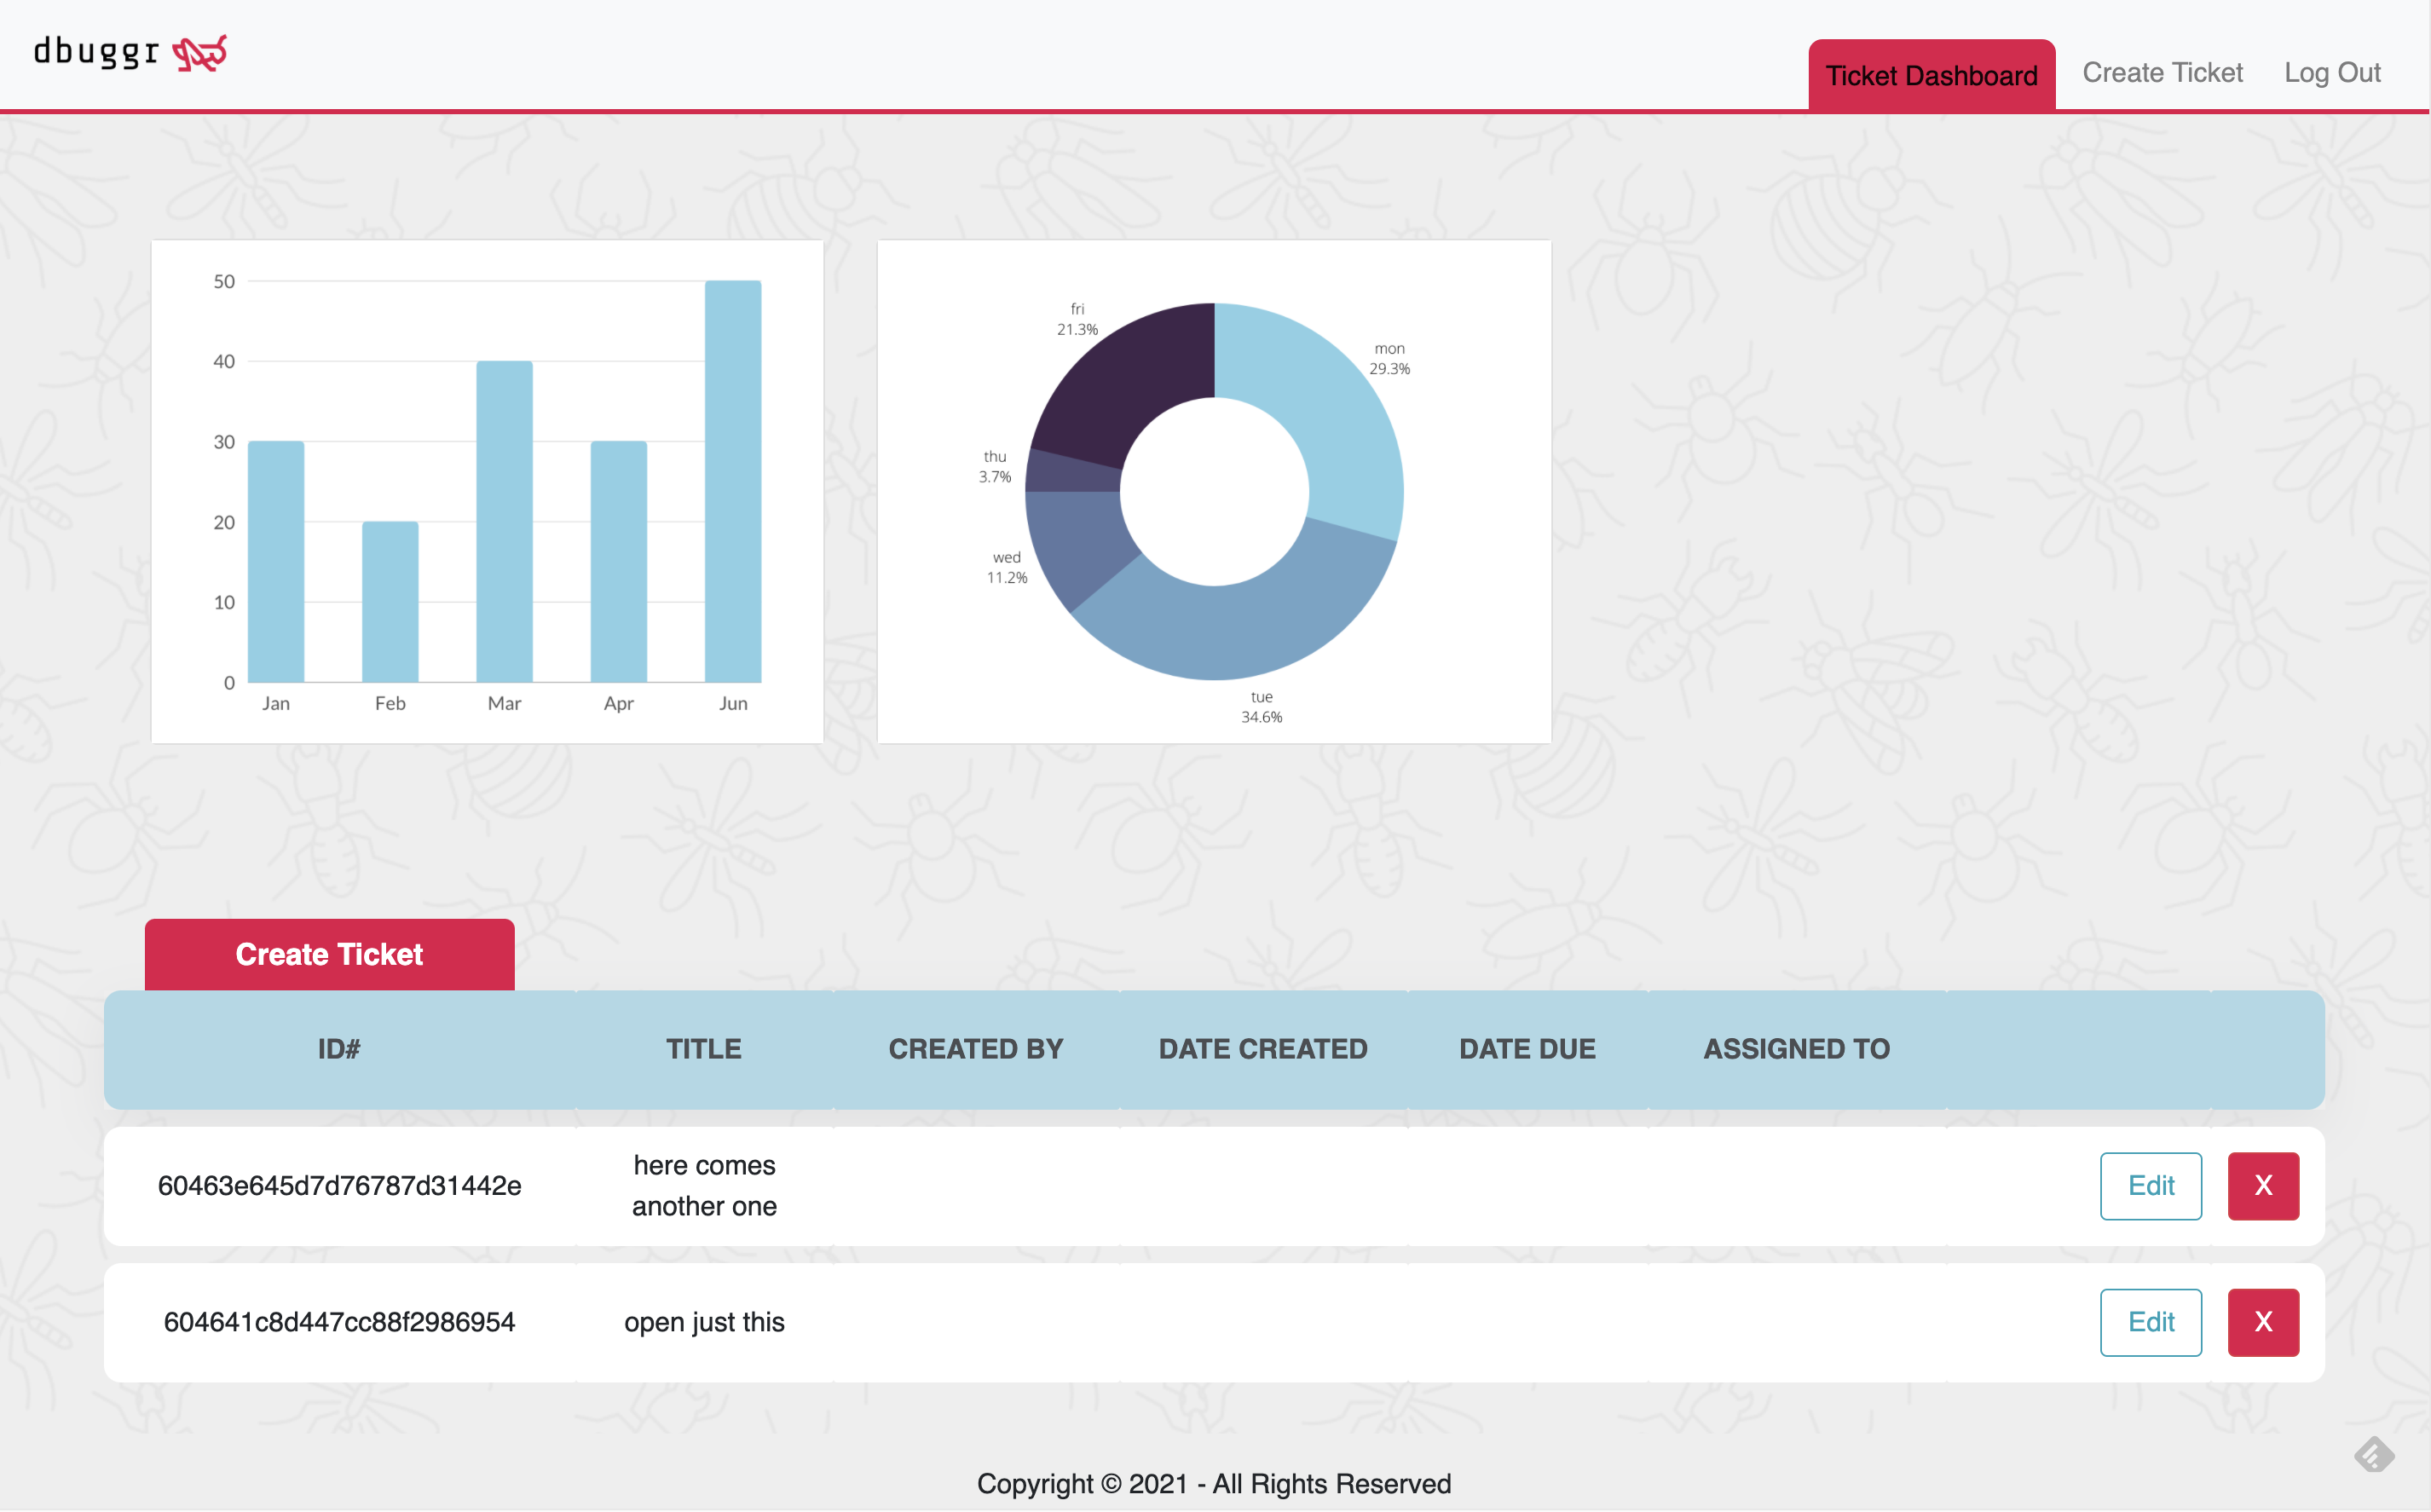 dbuggr
Ticket Dashboard Create Ticket Log Out
50
40
30
20
10
0
Jan Feb Mar Apr Jun
fri
21.3%
mon
29.3%
thu
3.7%
wed
11.2%
tue
34.6%
Create Ticket
ID# TITLE CREATED BY DATE CREATED DATE DUE ASSIGNED TO
60463e645d7d76787d31442e here comes another one Edit X
604641c8d447cc88f2986954 open just this Edit X
Copyright © 2021 - All Rights Reserved